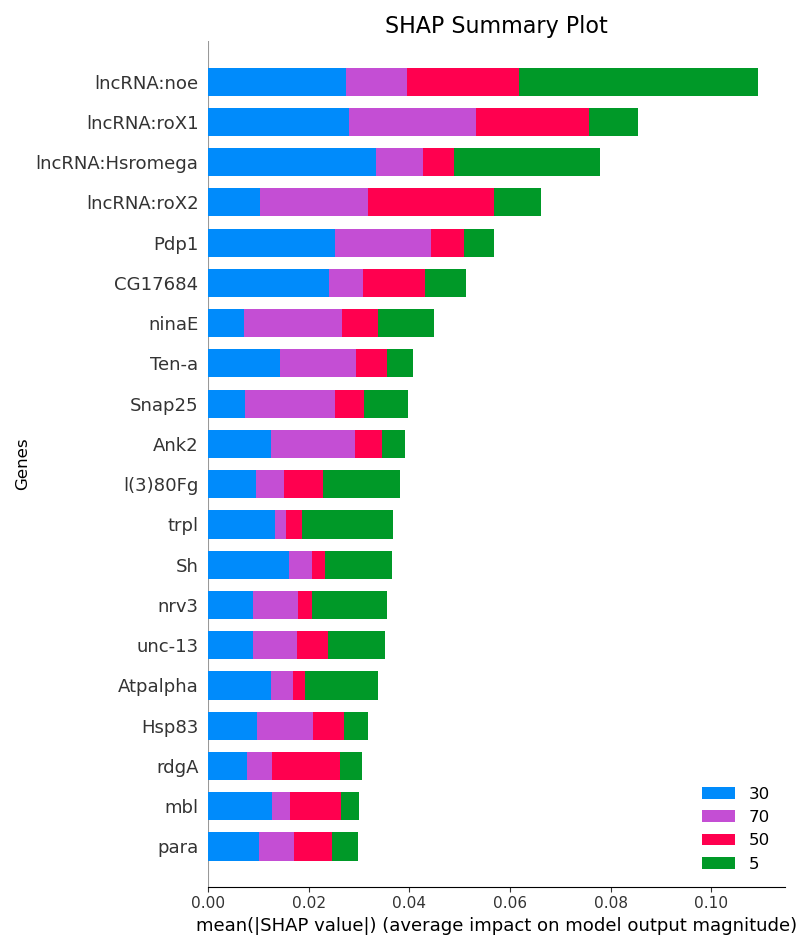 SHAP Summary Plot
Genes
lncRNA:noe
lncRNA:roX1
lncRNA:Hsromega
lncRNA:roX2
Pdp1
CG17684
ninaE
Ten-a
Snap25
Ank2
l(3)80Fg
trpl
Sh
nrv3
unc-13
Atpalpha
Hsp83
rdgA
mbl
para
30
70
50
5
0.00 0.02 0.04 0.06 0.08 0.10
mean(|SHAP value|) (average impact on model output magnitude)